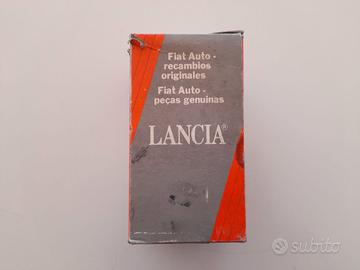 Fiat Auto -
recambios
originales
Fiat Auto -
peças genuinas
LANCIA®
subito